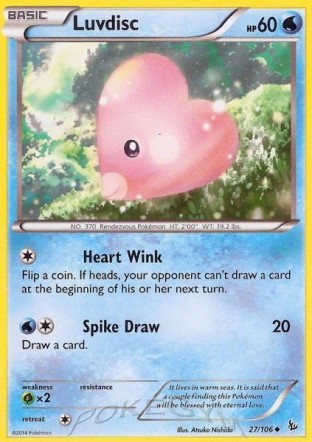 BASIC
Luvdisc HP60
NO. 370 Rendezvous Pokémon HT: 2'00" WT: 19.2 lbs.
Heart Wink
Flip a coin. If heads, your opponent can't draw a card
at the beginning of his or her next turn.
Spike Draw 20
Draw a card.
weakness resistance
×2
retreat
It lives in warm seas. It is said that
a couple finding this Pokémon
will be blessed with eternal love.
©2014 Pokémon Illus. Atsuko Nishida 27/106